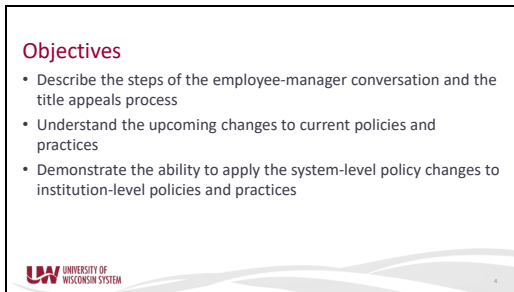 Objectives
• Describe the steps of the employee-manager conversation and the
title appeals process
• Understand the upcoming changes to current policies and
practices
• Demonstrate the ability to apply the system-level policy changes to
institution-level policies and practices
UW UNIVERSITY OF
WISCONSIN SYSTEM
4